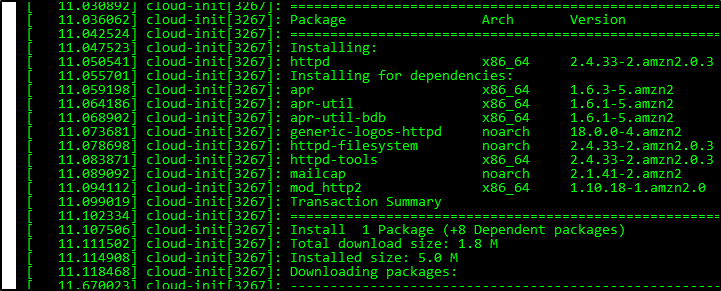 [   11.030892] cloud-init[3267]: ================================================
[   11.036062] cloud-init[3267]: Package Arch Version
[   11.042524] cloud-init[3267]: ================================================
[   11.047523] cloud-init[3267]: Installing:
[   11.050541] cloud-init[3267]: httpd x86_64 2.4.33-2.amzn2.0.3
[   11.055701] cloud-init[3267]: Installing for dependencies:
[   11.059198] cloud-init[3267]: apr x86_64 1.6.3-5.amzn2
[   11.064186] cloud-init[3267]: apr-util x86_64 1.6.1-5.amzn2
[   11.068902] cloud-init[3267]: apr-util-bdb x86_64 1.6.1-5.amzn2
[   11.073681] cloud-init[3267]: generic-logos-httpd noarch 18.0.0-4.amzn2
[   11.078698] cloud-init[3267]: httpd-filesystem noarch 2.4.33-2.amzn2.0.3
[   11.083871] cloud-init[3267]: httpd-tools x86_64 2.4.33-2.amzn2.0.3
[   11.089092] cloud-init[3267]: mailcap noarch 2.1.41-2.amzn2
[   11.094112] cloud-init[3267]: mod_http2 x86_64 1.10.18-1.amzn2.0
[   11.099019] cloud-init[3267]: Transaction Summary
[   11.102334] cloud-init[3267]: ================================================
[   11.107506] cloud-init[3267]: Install  1 Package (+8 Dependent packages)
[   11.111502] cloud-init[3267]: Total download size: 1.8 M
[   11.114908] cloud-init[3267]: Installed size: 5.0 M
[   11.118468] cloud-init[3267]: Downloading packages:
[   11.670023] cloud-init[3267]: ------------------------------------------------